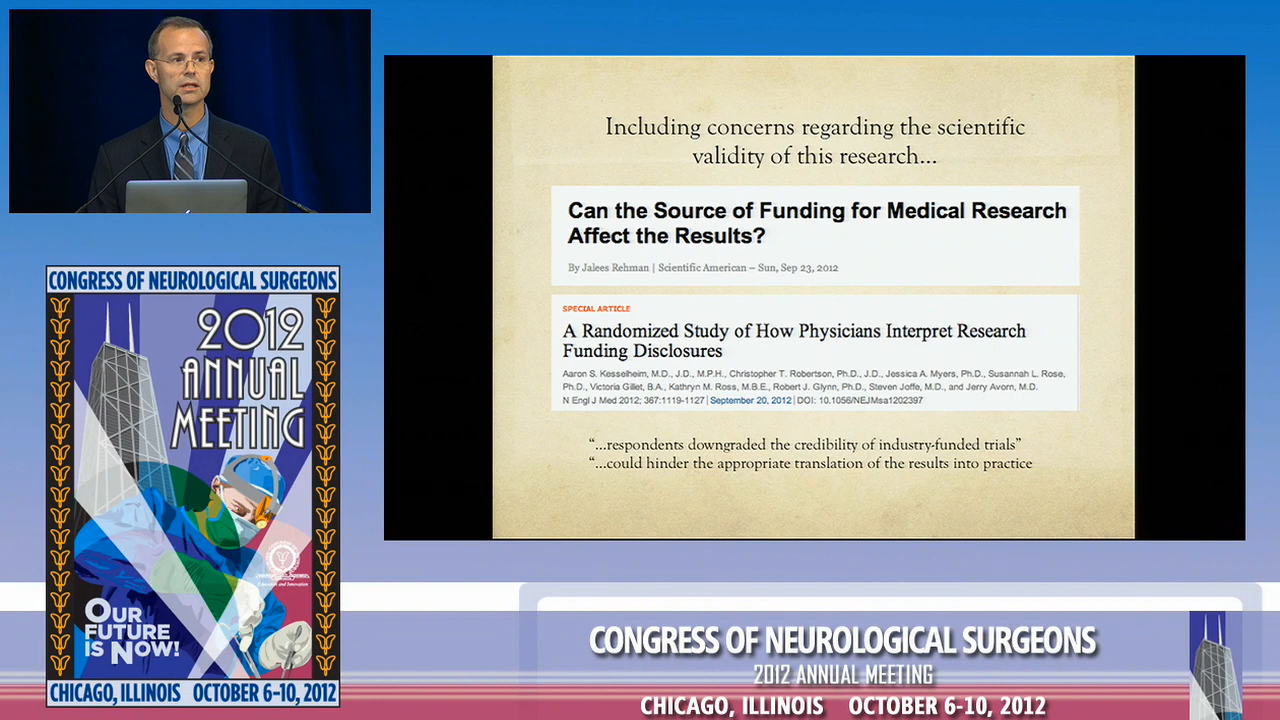 Including concerns regarding the scientific
validity of this research...
Can the Source of Funding for Medical Research
Affect the Results?
By Jalees Rehman | Scientific American – Sun, Sep 23, 2012
SPECIAL ARTICLE
A Randomized Study of How Physicians Interpret Research
Funding Disclosures
Aaron S. Kesselheim, M.D., J.D., M.P.H., Christopher T. Robertson, Ph.D., J.D., Jessica A. Myers, Ph.D., Susannah L. Rose,
Ph.D., Victoria Gillet, B.A., Kathryn M. Ross, M.B.E., Robert J. Glynn, Ph.D., Steven Joffe, M.D., and Jerry Avorn, M.D.
N Engl J Med 2012; 367:1119-1127 | September 20, 2012 | DOI: 10.1056/NEJMsa1202397
“...respondents downgraded the credibility of industry-funded trials”
“...could hinder the appropriate translation of the results into practice
CONGRESS OF NEUROLOGICAL SURGEONS
2012
ANNUAL
MEETING
OUR
FUTURE
IS NOW!
CHICAGO, ILLINOIS OCTOBER 6-10, 2012
CONGRESS OF NEUROLOGICAL SURGEONS
2012 ANNUAL MEETING
CHICAGO, ILLINOIS OCTOBER 6-10, 2012